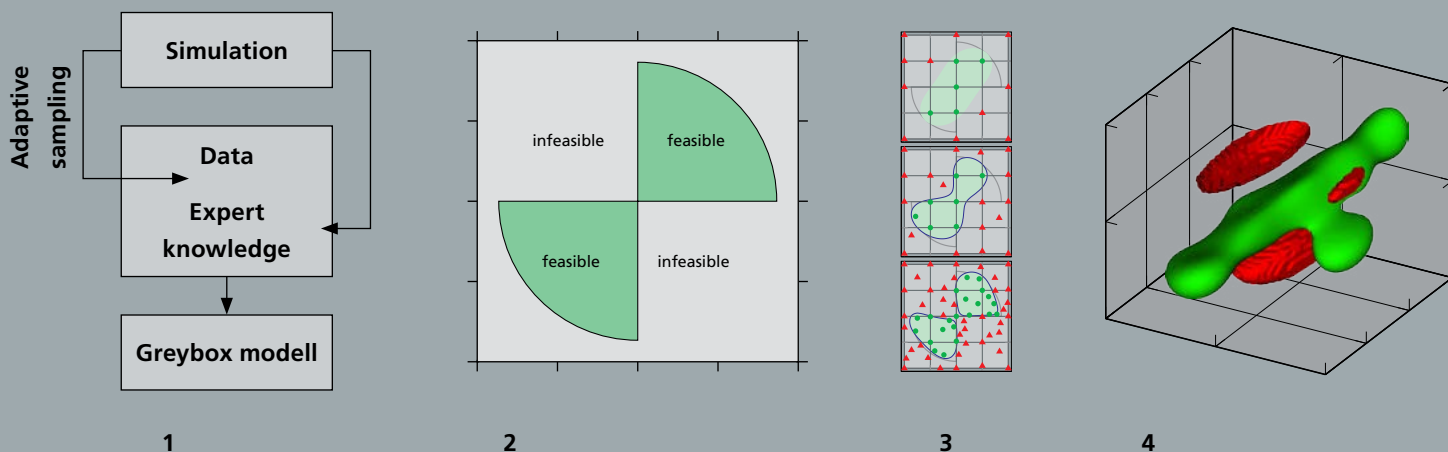 Adaptive
sampling
Simulation
Data
Expert
knowledge
Greybox modell
infeasible
feasible
feasible
infeasible
1
2
3
4